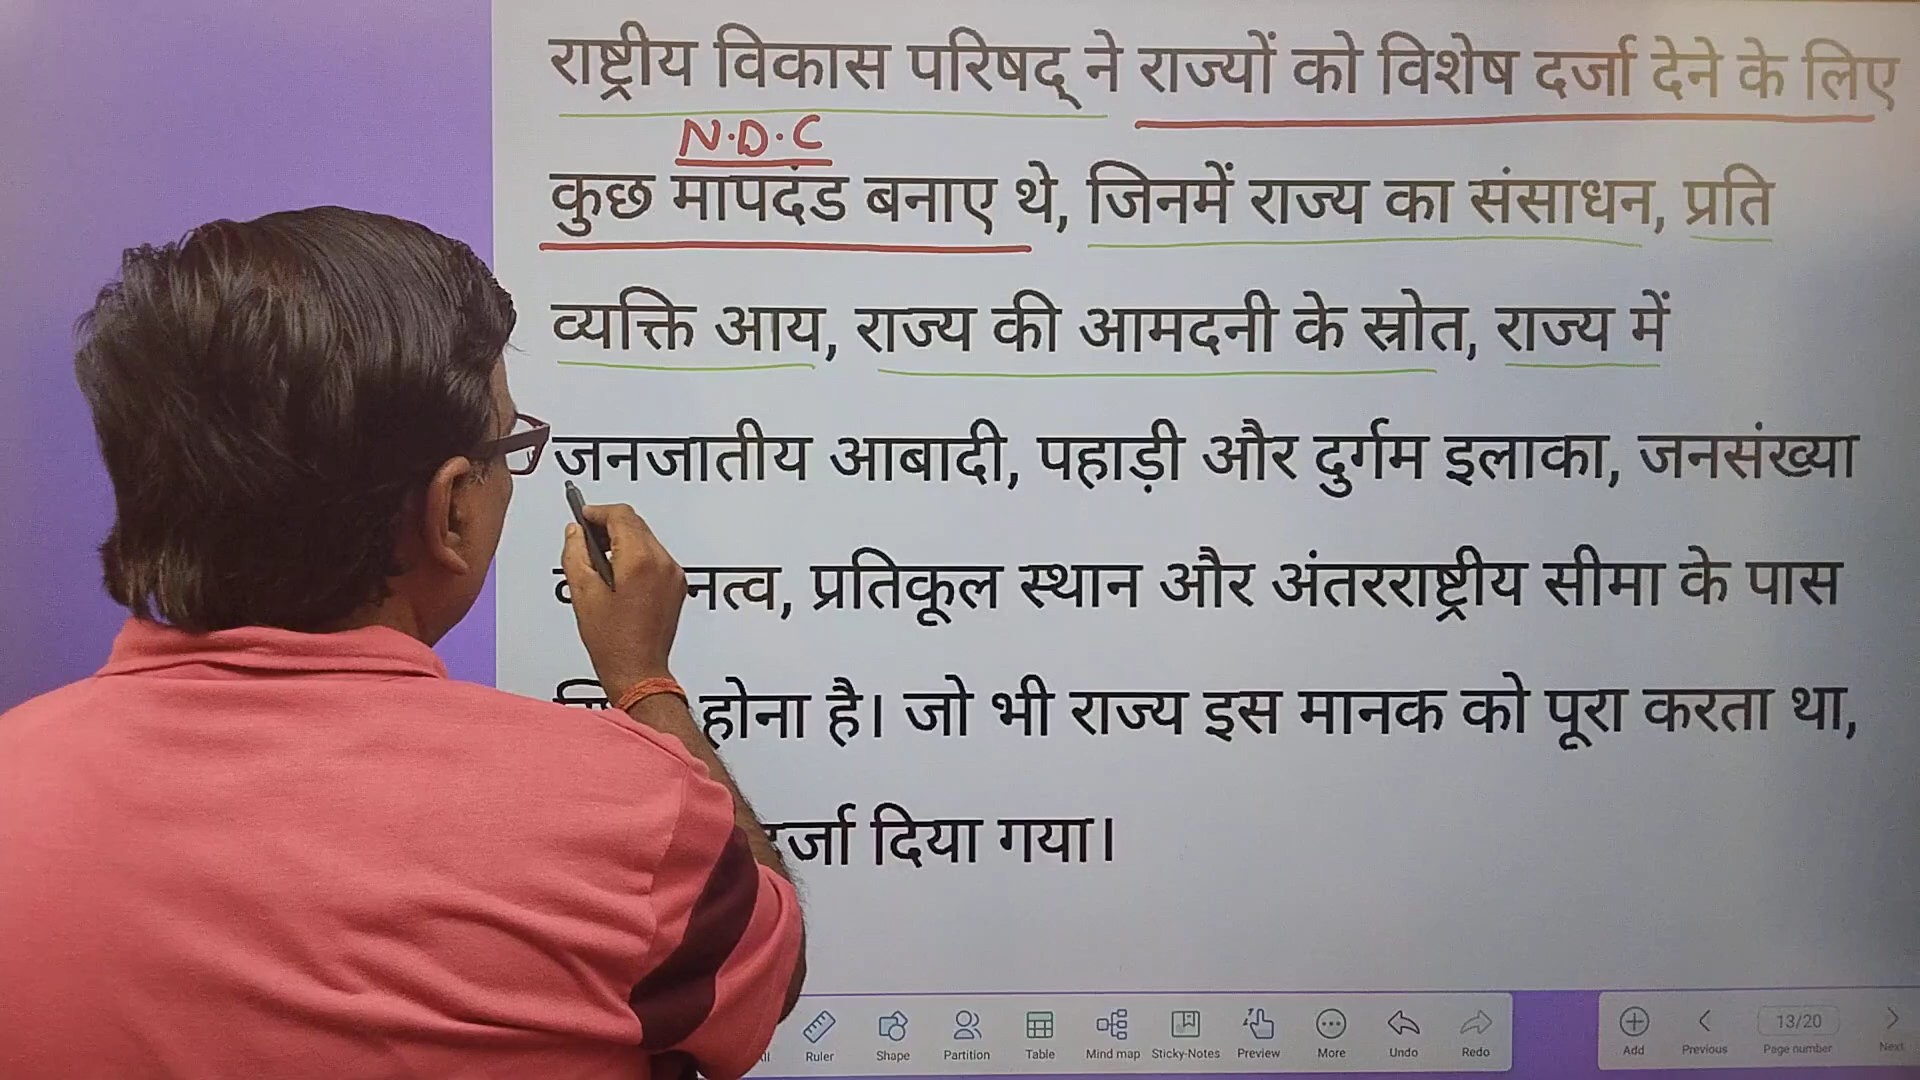 राष्ट्रीय विकास परिषद् ने राज्यों को विशेष दर्जा देने के लिए
N.D.C
कुछ मापदंड बनाए थे, जिनमें राज्य का संसाधन, प्रति
व्यक्ति आय, राज्य की आमदनी के स्रोत, राज्य में
जनजातीय आबादी, पहाड़ी और दुर्गम इलाका, जनसंख्या
प्रतिकूल स्थान और अंतरराष्ट्रीय सीमा के पास
होना है। जो भी राज्य इस मानक को पूरा करता था,
दिया गया।
Ruler Shape Partition Table Mind map Sticky-Notes Preview More Undo Redo
Add Previous 13/20 Page number Next